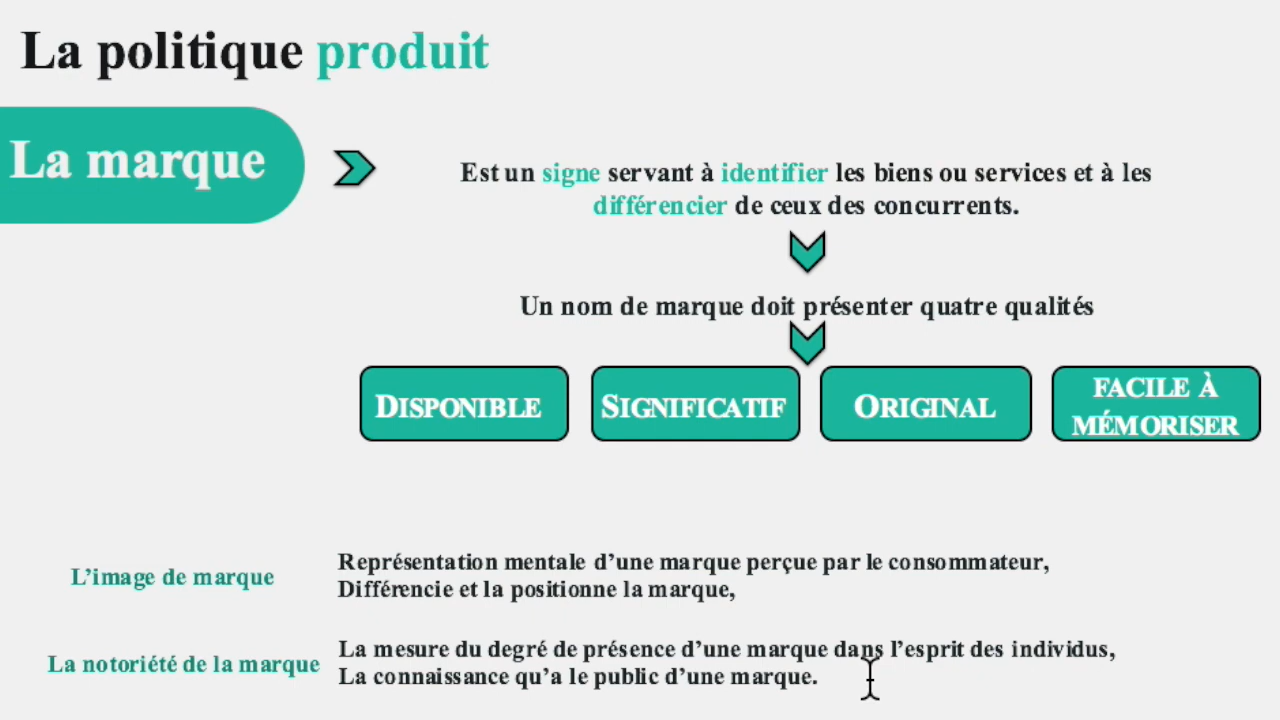 La politique produit
La marque
Est un signe servant à identifier les biens ou services et à les
différencier de ceux des concurrents.
Un nom de marque doit présenter quatre qualités
DISPONIBLE
SIGNIFICATIF
ORIGINAL
FACILE À
MÉMORISER
L’image de marque
Représentation mentale d’une marque perçue par le consommateur,
Différencie et la positionne la marque,
La notoriété de la marque
La mesure du degré de présence d’une marque dans l’esprit des individus,
La connaissance qu’a le public d’une marque.